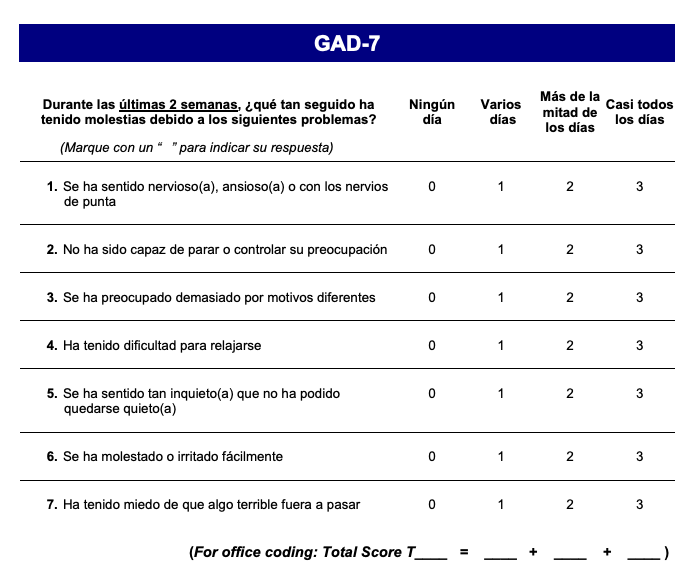 GAD-7
Durante las últimas 2 semanas, ¿qué tan seguido ha
tenido molestias debido a los siguientes problemas?
(Marque con un “ ” para indicar su respuesta)
Ningún
día
Varios
días
Más de la
mitad de
los días
Casi todos
los días
1. Se ha sentido nervioso(a), ansioso(a) o con los nervios
de punta
0 1 2 3
2. No ha sido capaz de parar o controlar su preocupación 0 1 2 3
3. Se ha preocupado demasiado por motivos diferentes 0 1 2 3
4. Ha tenido dificultad para relajarse 0 1 2 3
5. Se ha sentido tan inquieto(a) que no ha podido
quedarse quieto(a)
0 1 2 3
6. Se ha molestado o irritado fácilmente 0 1 2 3
7. Ha tenido miedo de que algo terrible fuera a pasar 0 1 2 3
(For office coding: Total Score T____ = ____ + ____ + ____ )